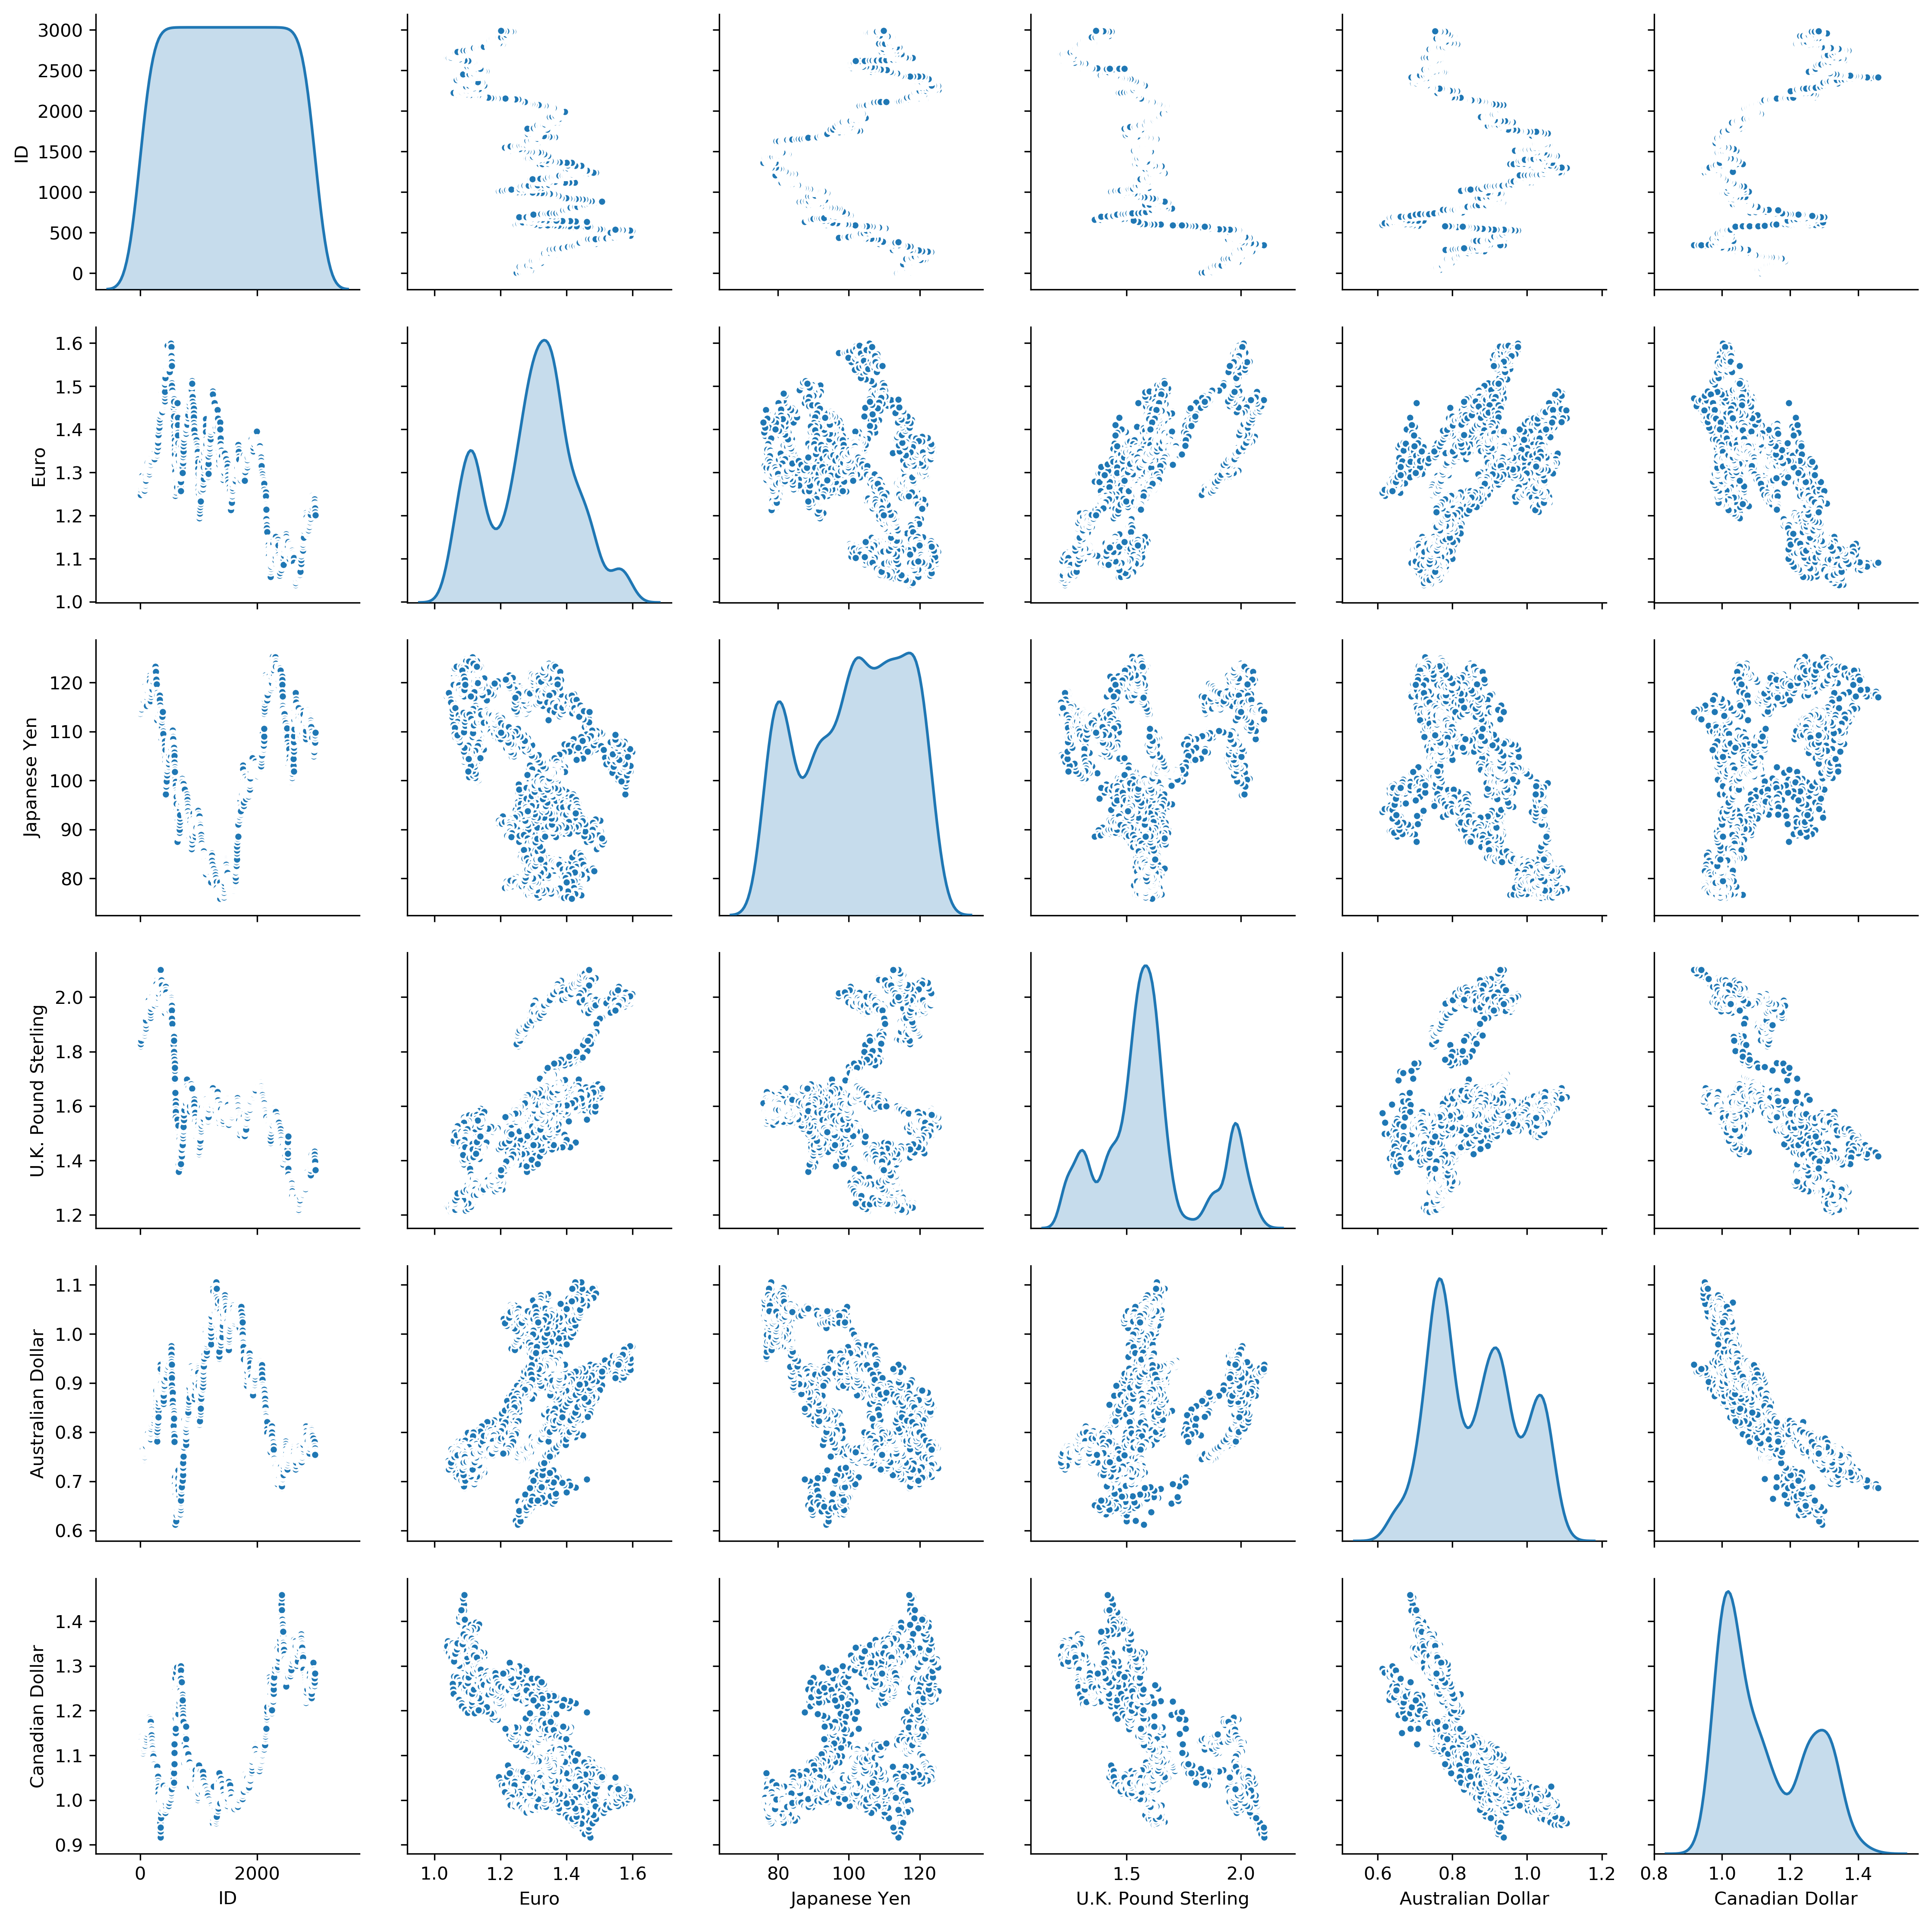 3000
2500
2000
1500
1000
500
0
ID
1.6
1.5
1.4
1.3
1.2
1.1
1.0
Euro
120
110
100
90
80
Japanese Yen
2.0
1.8
1.6
1.4
1.2
U.K. Pound Sterling
1.1
1.0
0.9
0.8
0.7
0.6
Australian Dollar
1.4
1.3
1.2
1.1
1.0
0.9
Canadian Dollar
0 2000
1.0 1.2 1.4 1.6
80 100 120
1.5 2.0
0.6 0.8 1.0 1.2
0.8 1.0 1.2 1.4
ID
Euro
Japanese Yen
U.K. Pound Sterling
Australian Dollar
Canadian Dollar